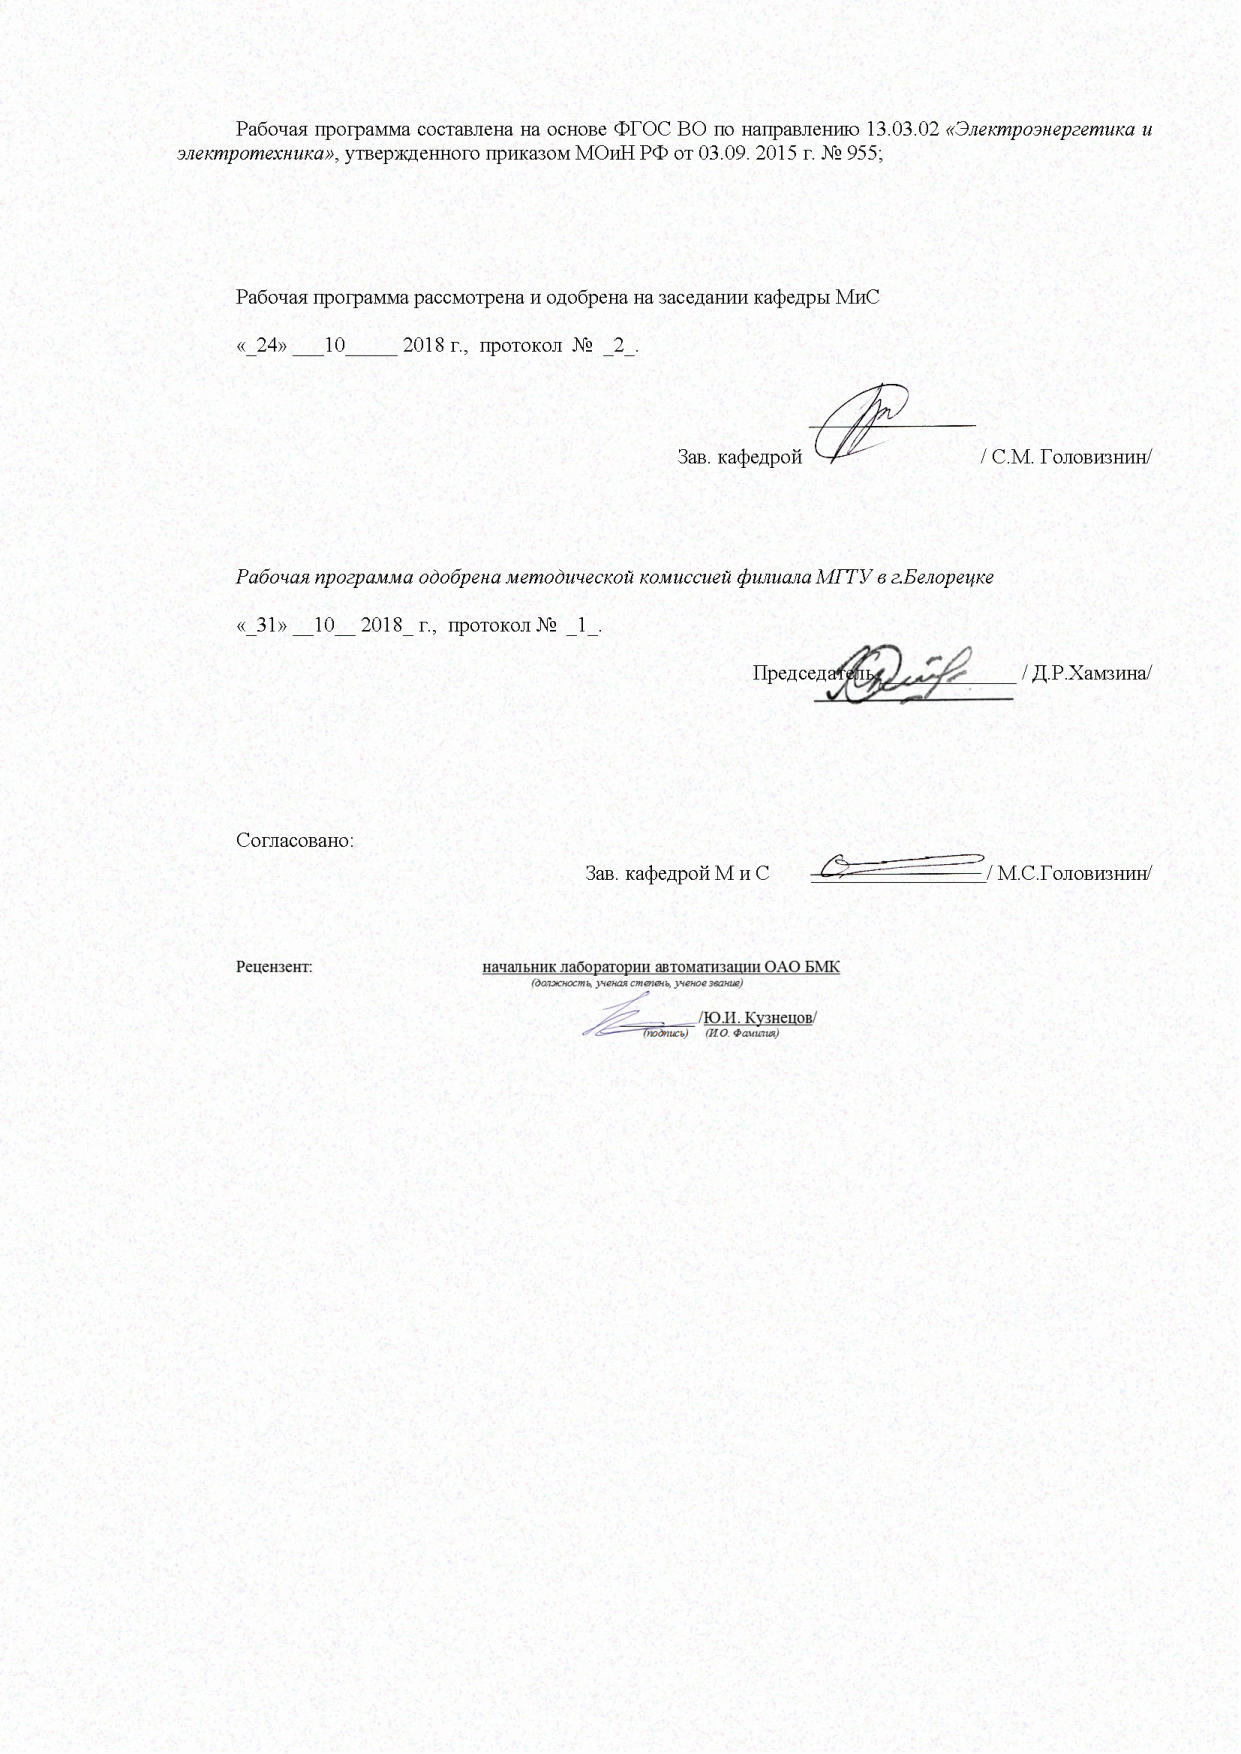 Рабочая программа составлена на основе ФГОС ВО по направлению 13.03.02 «Электроэнергетика и
электротехника», утвержденного приказом МОиН РФ от 03.09. 2015 г. № 955;
Рабочая программа рассмотрена и одобрена на заседании кафедры МиС
«_24» ___10_____ 2018 г., протокол № _2_.
Зав. кафедрой / С.М. Головизнин/
Рабочая программа одобрена методической комиссией филиала МГТУ в г.Белорецке
«_31» __10__ 2018_ г., протокол № _1_.
Председатель: _____________ / Д.Р.Хамзина/
Согласовано:
Зав. кафедрой М и С _________________/ М.С.Головизнин/
Рецензент: начальник лаборатории автоматизации ОАО БМК
(должность, ученая степень, ученое звание)
_________ /Ю.И. Кузнецов/
(подпись) (И.О. Фамилия)